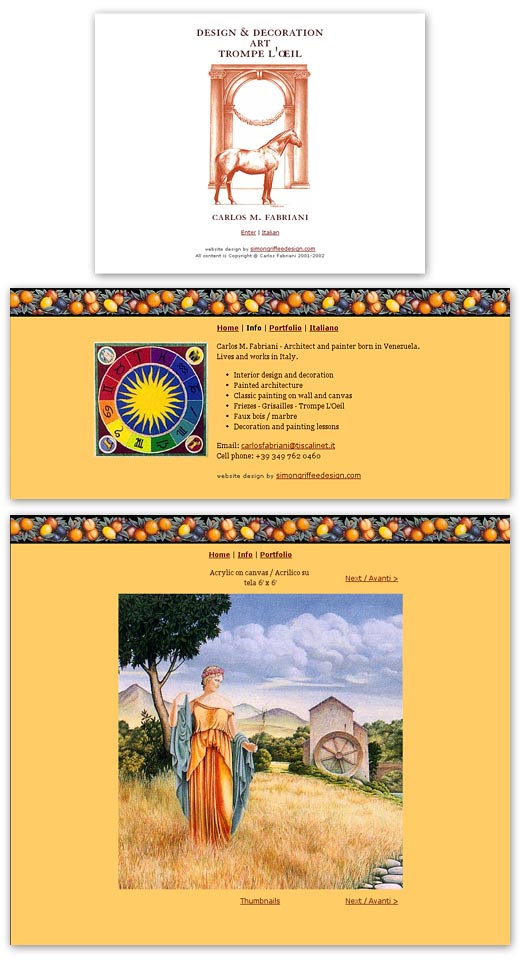 DESIGN & DECORATION
ART
TROMPE L'ŒIL
CARLOS M. FABRIANI
Enter | Italian
website design by simongriffeedesign.com
All content is Copyright @ Carlos Fabriani 2001-2002
Home | Info | Portfolio | Italiano
Carlos M. Fabriani - Architect and painter born in Venezuela.
Lives and works in Italy.
• Interior design and decoration
• Painted architecture
• Classic painting on wall and canvas
• Friezes - Grisailles - Trompe L'Oeil
• Faux bois / marbre
• Decoration and painting lessons
Email: carlosfabriani@tiscalinet.it
Cell phone: +39 349 762 0460
website design by simongriffeedesign.com
Home | Info | Portfolio
Acrylic on canvas / Acrilico su
tela 6' x 6'
Next / Avanti >
Thumbnails
Next / Avanti >